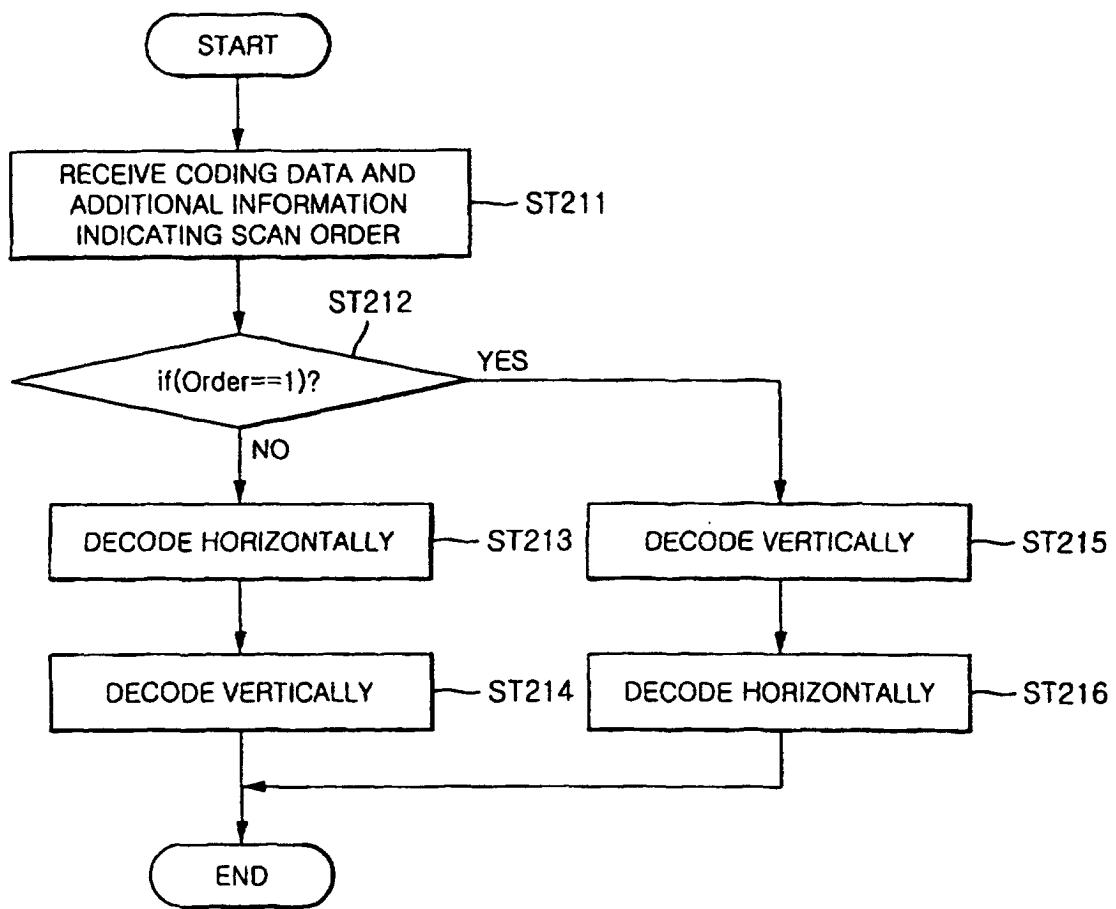 START
RECEIVE CODING DATA AND
ADDITIONAL INFORMATION
INDICATING SCAN ORDER
ST211
ST212
if(Order==1)?
YES
NO
DECODE HORIZONTALLY
ST213
DECODE VERTICALLY
ST215
DECODE VERTICALLY
ST214
DECODE HORIZONTALLY
ST216
END